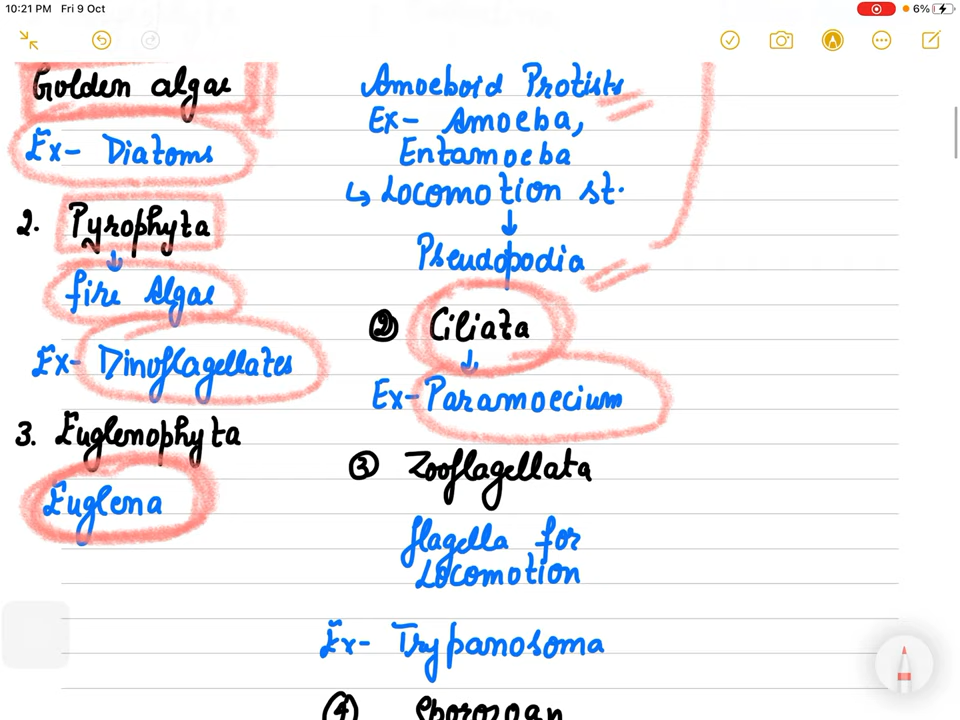 10:21 PM Fri 9 Oct
6%
Golden algae
Ex- Diatoms
2. Pyrophyta
↓
fire Algae
Ex- Dinoflagellates
3. Euglenophyta
Euglena
Amoeboid Protists
Ex- Amoeba,
Entamoeba
↳ Locomotion st.
↓
Pseudopodia
② Ciliata
↓
Ex- Paramoecium
③ Zooflagellata
flagella for
Locomotion
Ex- Trypanosoma
④ Sporozoan